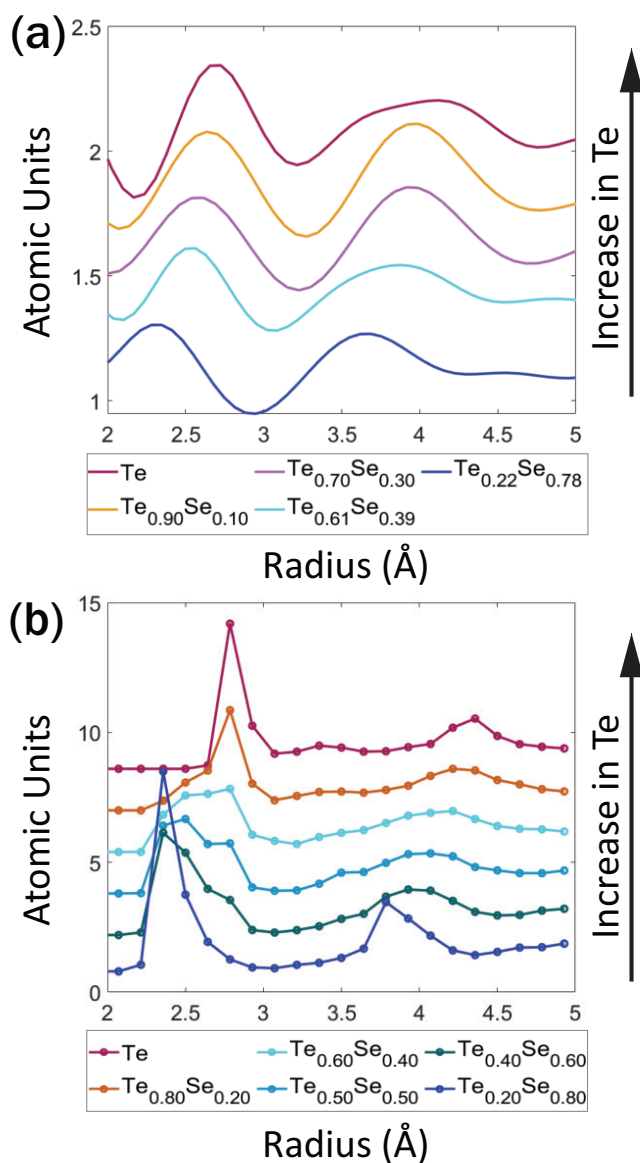 (a)
2.5
2
1.5
1
Atomic Units
Increase in Te
2 2.5 3 3.5 4 4.5 5
Te Te0.70Se0.30 Te0.22Se0.78
Te0.90Se0.10 Te0.61Se0.39
Radius (Å)
(b)
15
10
5
0
Atomic Units
Increase in Te
2 2.5 3 3.5 4 4.5 5
Te Te0.60Se0.40 Te0.40Se0.60
Te0.80Se0.20 Te0.50Se0.50 Te0.20Se0.80
Radius (Å)